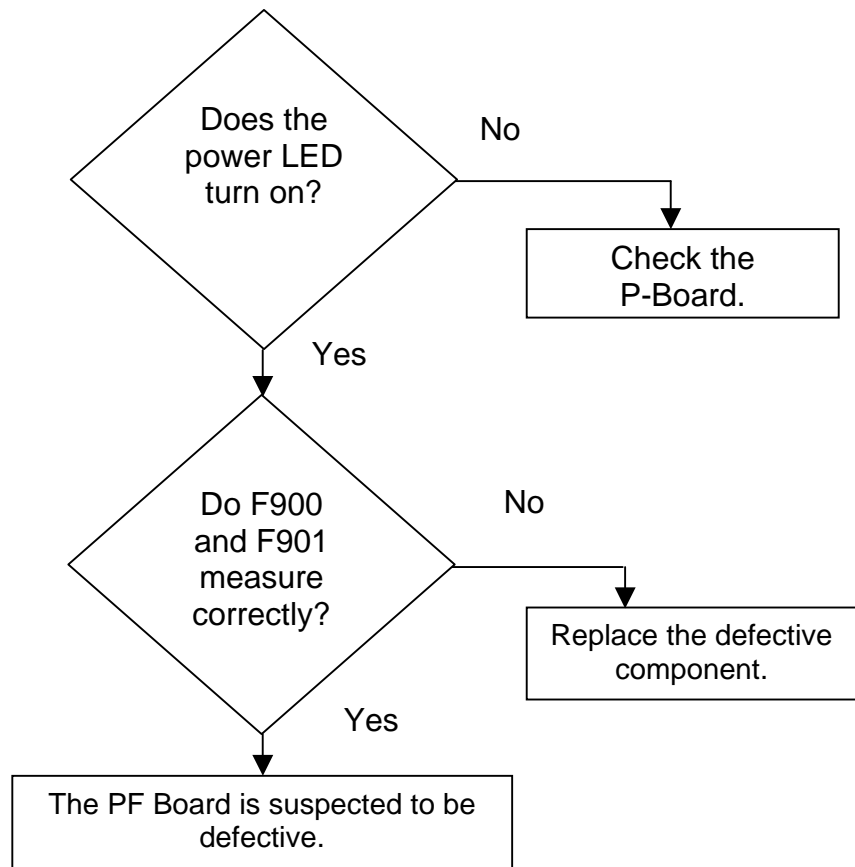 Does the
power LED
turn on?
No
Check the
P-Board.
Yes
Do F900
and F901
measure
correctly?
No
Replace the defective
component.
Yes
The PF Board is suspected to be
defective.